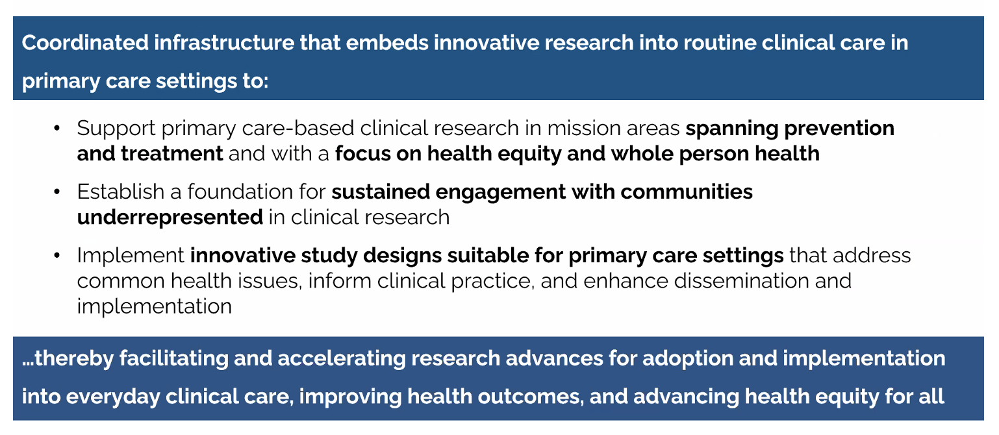 Coordinated infrastructure that embeds innovative research into routine clinical care in
primary care settings to:
• Support primary care-based clinical research in mission areas spanning prevention
and treatment and with a focus on health equity and whole person health
• Establish a foundation for sustained engagement with communities
underrepresented in clinical research
• Implement innovative study designs suitable for primary care settings that address
common health issues, inform clinical practice, and enhance dissemination and
implementation
...thereby facilitating and accelerating research advances for adoption and implementation
into everyday clinical care, improving health outcomes, and advancing health equity for all